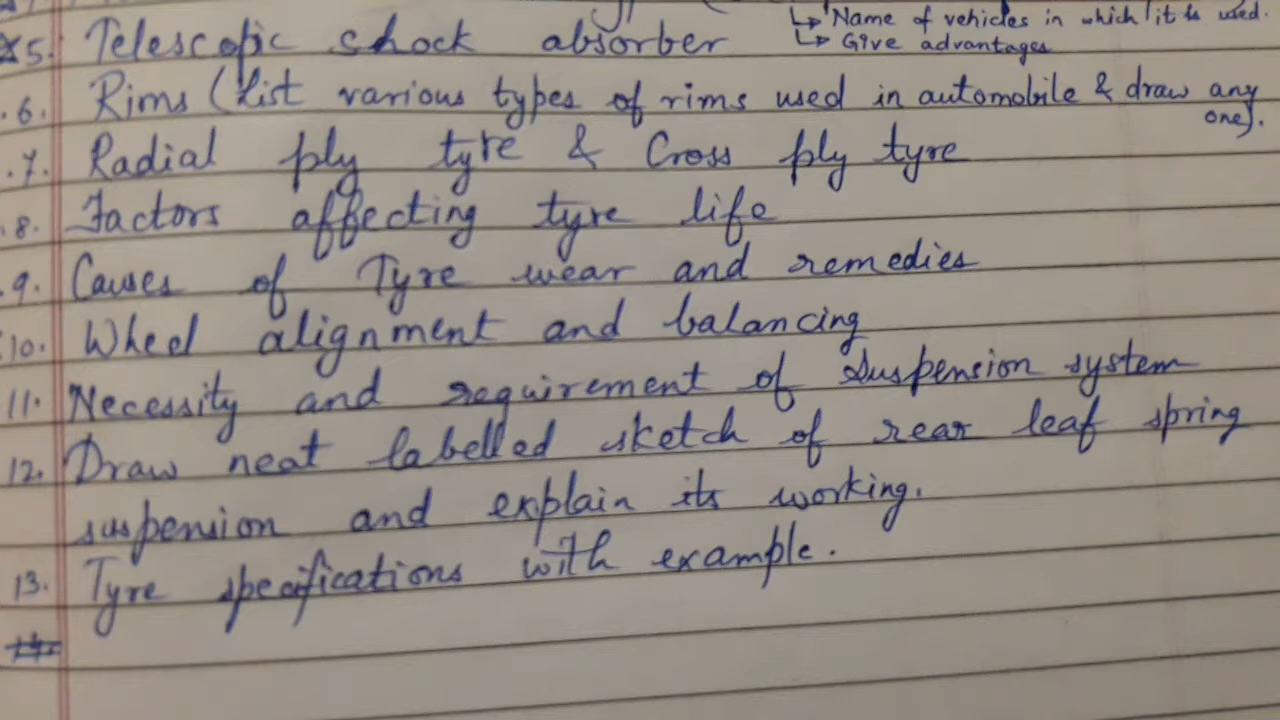 ↳ Name of vehicles in which it is used.
5. Telescopic shock absorber ↳ Give advantages
6. Rims (list various types of rims used in automobile & draw any one).
7. Radial ply tyre & Cross ply tyre
8. Factors affecting tyre life
9. Causes of Tyre wear and remedies
10. Wheel alignment and balancing
11. Necessity and requirement of suspension system
12. Draw neat labelled sketch of rear leaf spring
suspension and explain its working.
13. Tyre specifications with example.